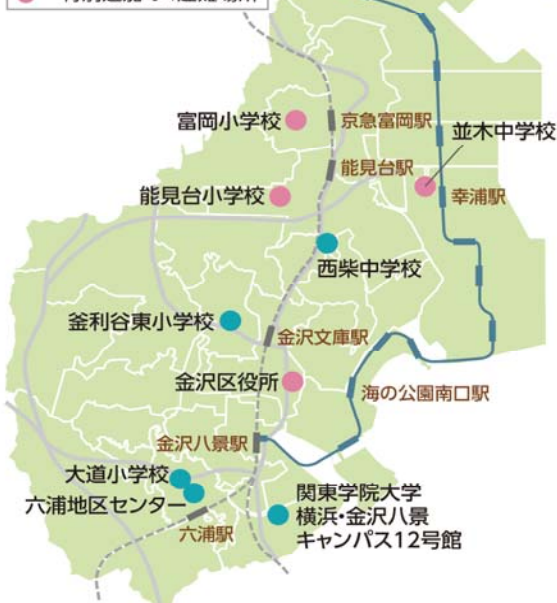 富岡小学校
京急富岡駅
並木中学校
能見台駅
能見台小学校
幸浦駅
西柴中学校
釜利谷東小学校
金沢文庫駅
金沢区役所
海の公園南口駅
金沢八景駅
大道小学校
六浦地区センター
六浦駅
関東学院大学
横浜・金沢八景
キャンパス12号館